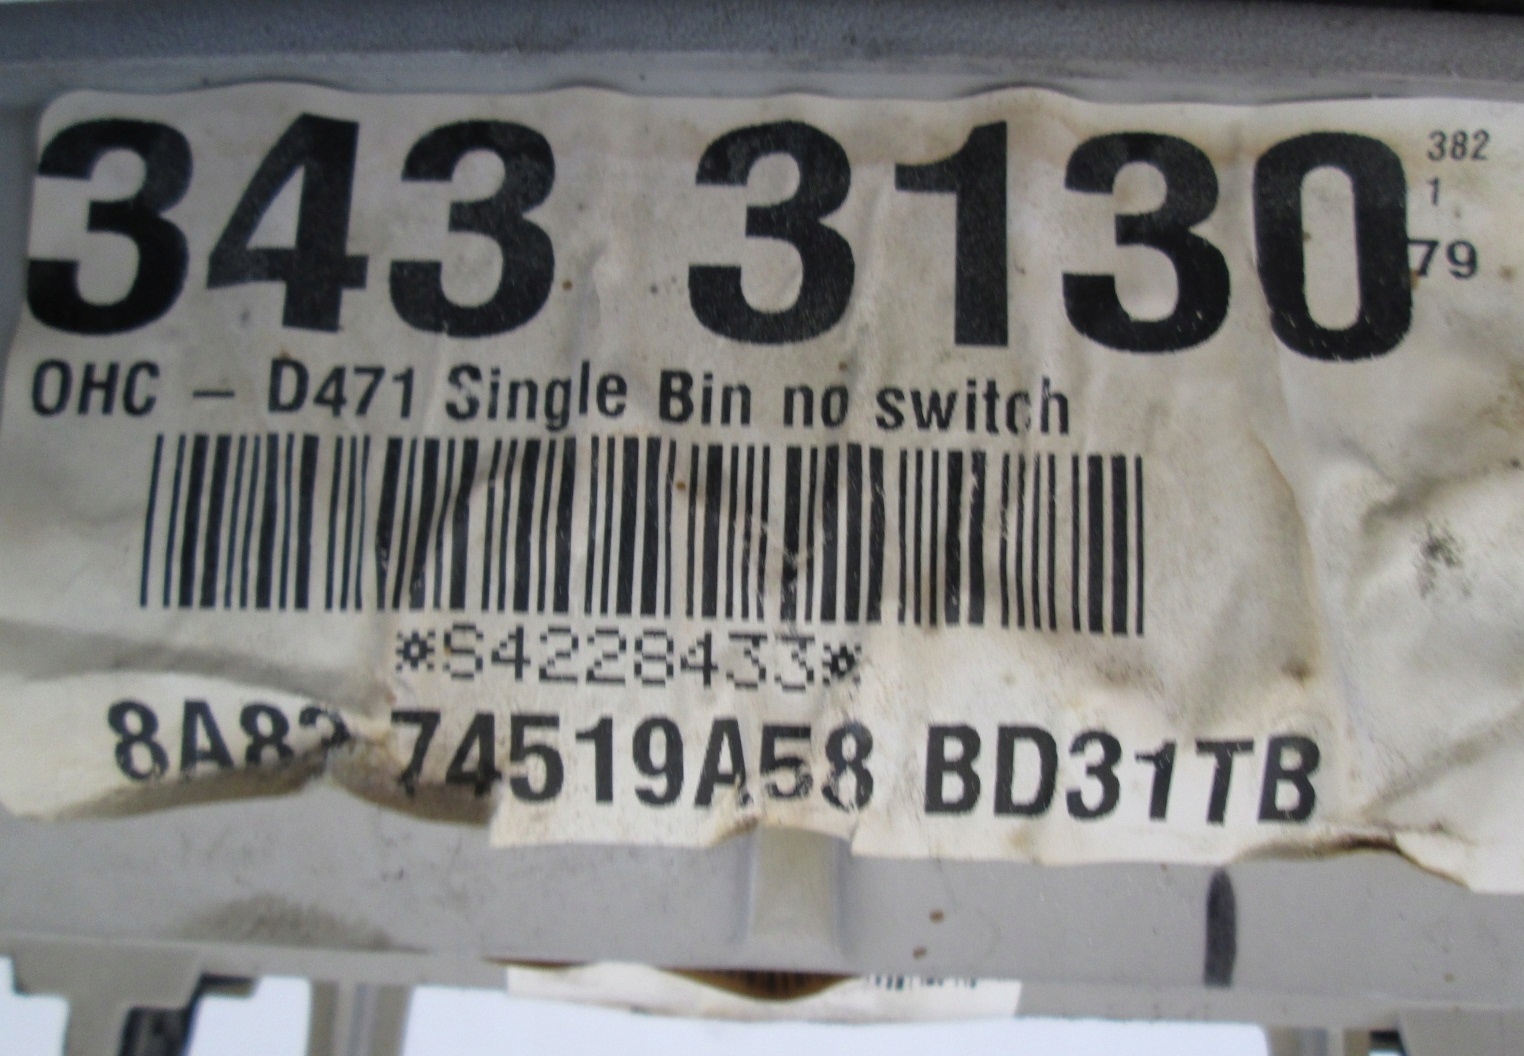 343 3130
382
1
79
OHC – D471 Single Bin no switch
*S4228433*
74519A58 BD31TB